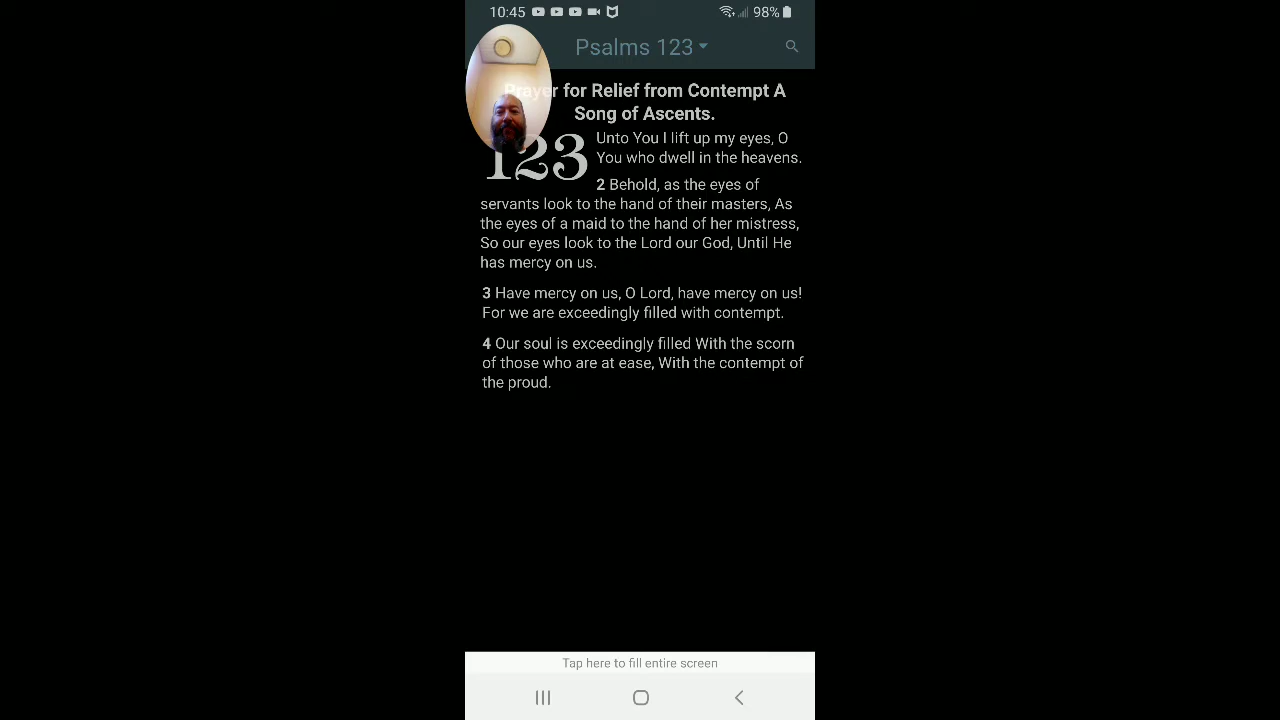 10:45
98%
Psalms 123
Prayer for Relief from Contempt A
Song of Ascents.
123
Unto You I lift up my eyes, O
You who dwell in the heavens.
2 Behold, as the eyes of
servants look to the hand of their masters, As
the eyes of a maid to the hand of her mistress,
So our eyes look to the Lord our God, Until He
has mercy on us.
3 Have mercy on us, O Lord, have mercy on us!
For we are exceedingly filled with contempt.
4 Our soul is exceedingly filled With the scorn
of those who are at ease, With the contempt of
the proud.
Tap here to fill entire screen